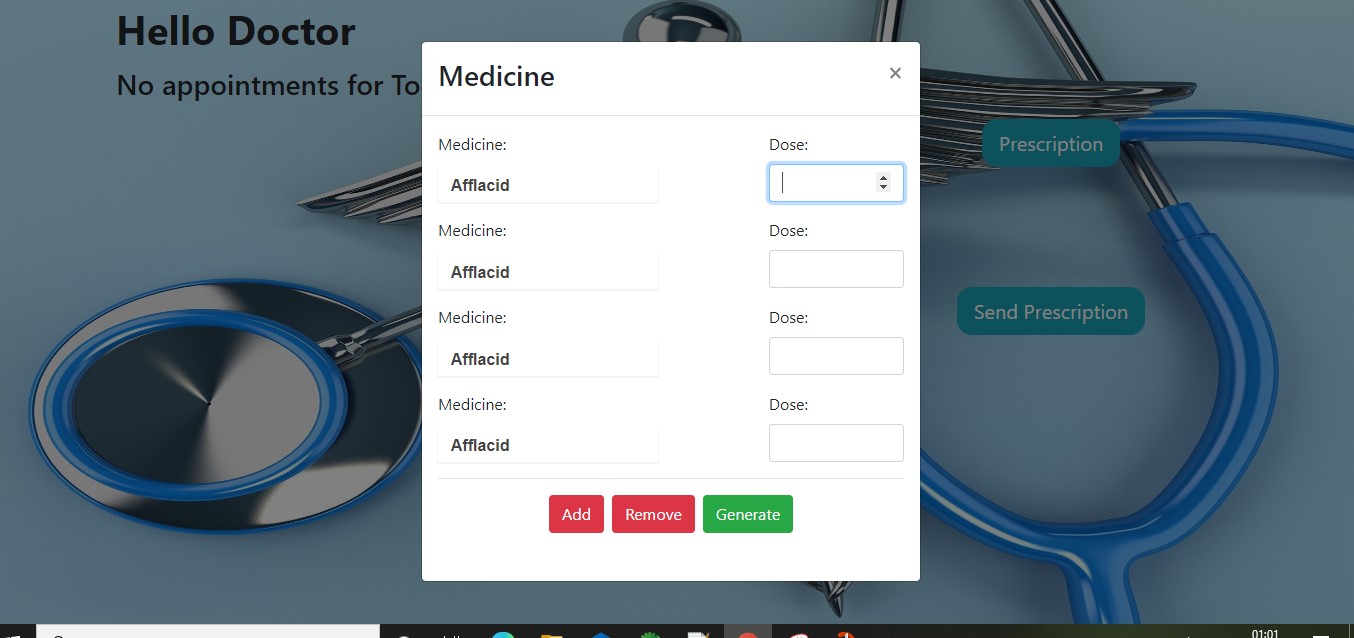 Hello Doctor
No appointments for To
Medicine
×
Medicine: Dose:
Afflacid
Medicine: Dose:
Afflacid
Medicine: Dose:
Afflacid
Medicine: Dose:
Afflacid
Add Remove Generate
Prescription
Send Prescription
01:01